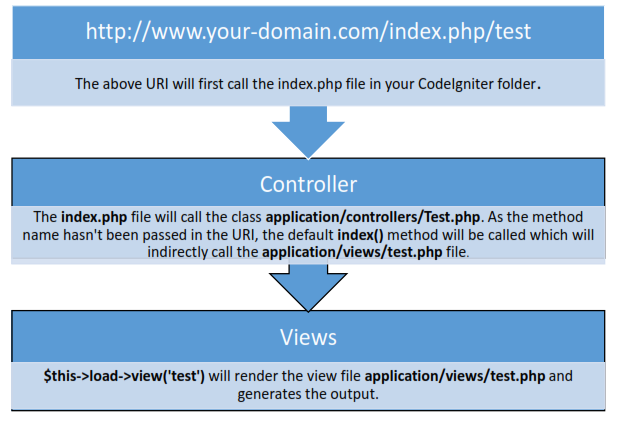 http://www.your-domain.com/index.php/test
The above URI will first call the index.php file in your CodeIgniter folder.
Controller
The index.php file will call the class application/controllers/Test.php. As the method
name hasn't been passed in the URI, the default index() method will be called which will
indirectly call the application/views/test.php file.
Views
$this->load->view('test') will render the view file application/views/test.php and
generates the output.